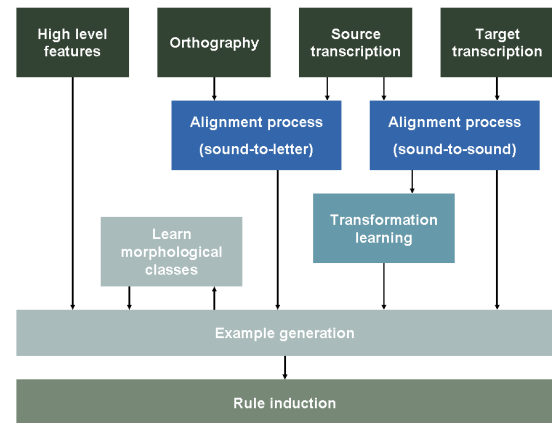 High level
features
Orthography
Source
transcription
Target
transcription
Alignment process
(sound-to-letter)
Alignment process
(sound-to-sound)
Transformation
learning
Learn
morphological
classes
Example generation
Rule induction